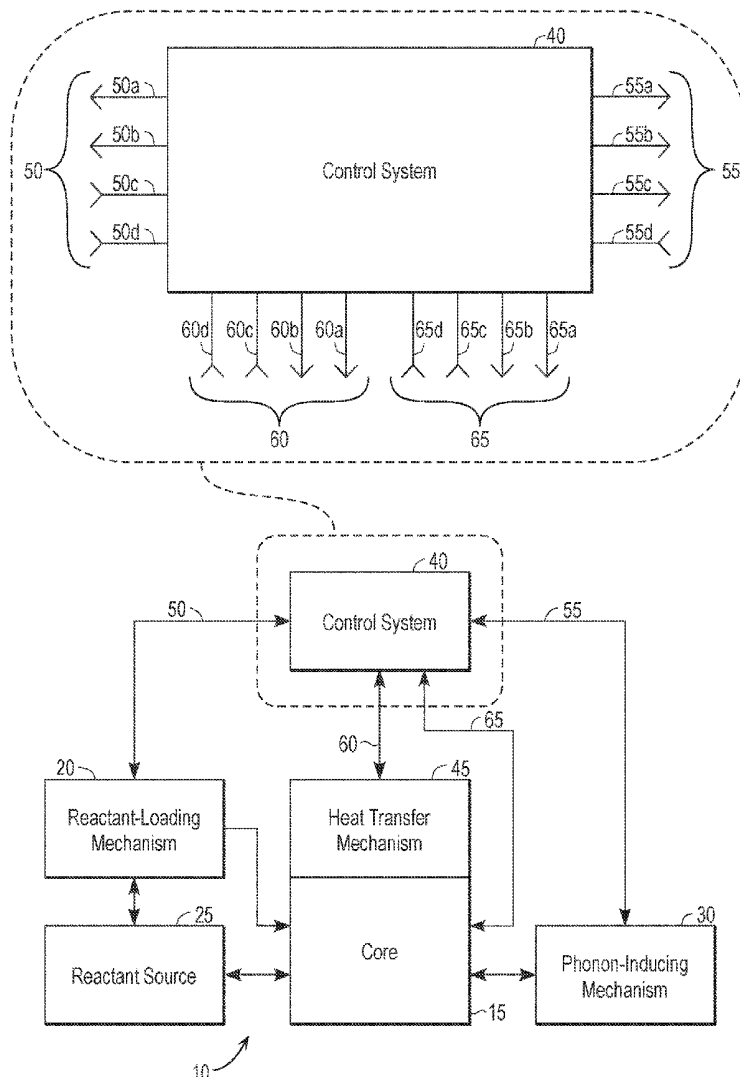 40
50a
50b
50c
50d
50
Control System
55a
55b
55c
55d
55
60d
60c
60b
60a
65d
65c
65b
65a
60
65
40
Control System
50
55
60
65
20
Reactant-Loading
Mechanism
45
Heat Transfer
Mechanism
25
Reactant Source
Core
15
30
Phonon-Inducing
Mechanism
10